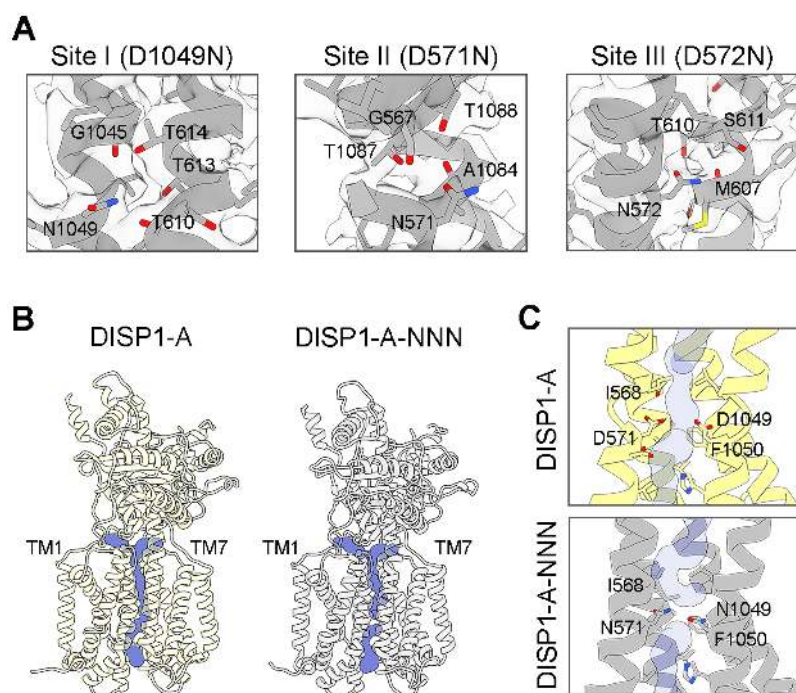 A
Site I (D1049N)
Site II (D571N)
Site III (D572N)
G1045
T614
T613
N1049
T610
G567
T1088
T1087
A1084
N571
T610
S611
M607
N572
B
DISP1-A
DISP1-A-NNN
TM1
TM7
TM1
TM7
C
DISP1-A
I568
D1049
D571
F1050
DISP1-A-NNN
I568
N1049
N571
F1050